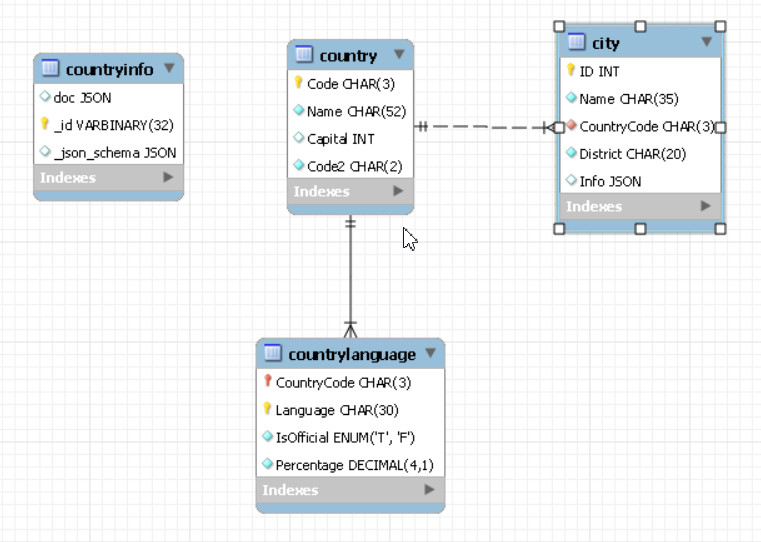 countryinfo
doc JSON
_id VARBINARY(32)
_json_schema JSON
Indexes
country
Code CHAR(3)
Name CHAR(52)
Capital INT
Code2 CHAR(2)
Indexes
city
ID INT
Name CHAR(35)
CountryCode CHAR(3)
District CHAR(20)
Info JSON
Indexes
countrylanguage
CountryCode CHAR(3)
Language CHAR(30)
IsOfficial ENUM('T', 'F')
Percentage DECIMAL(4,1)
Indexes